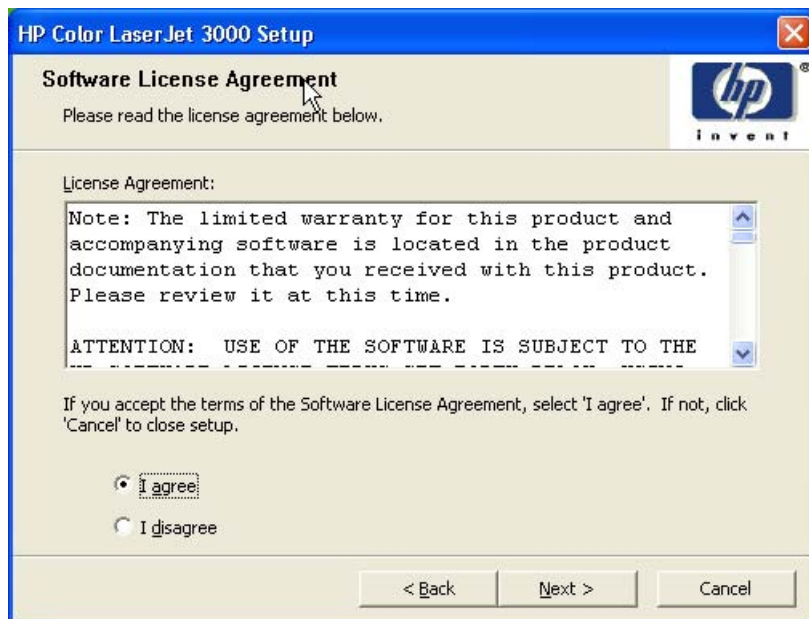 HP Color LaserJet 3000 Setup
Software License Agreement
Please read the license agreement below.
hp
®
invent
License Agreement:
Note: The limited warranty for this product and
accompanying software is located in the product
documentation that you received with this product.
Please review it at this time.
ATTENTION:  USE OF THE SOFTWARE IS SUBJECT TO THE
If you accept the terms of the Software License Agreement, select 'I agree'. If not, click
'Cancel' to close setup.
I agree
I disagree
< Back
Next >
Cancel